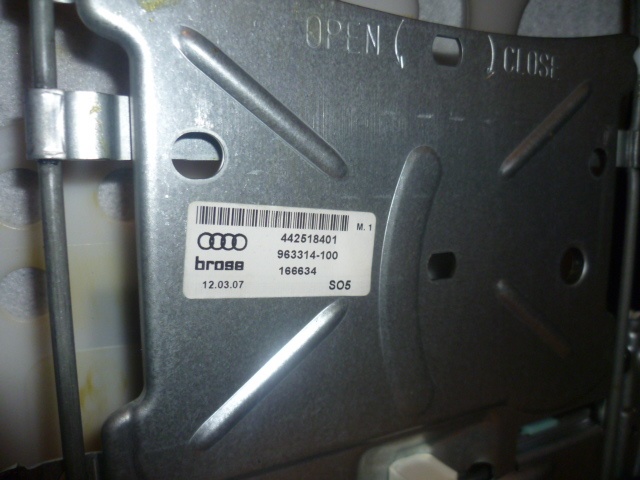 OPEN ( ) CLOSE
M. 1
442518401
963314-100
brose
166634
12.03.07
SO5